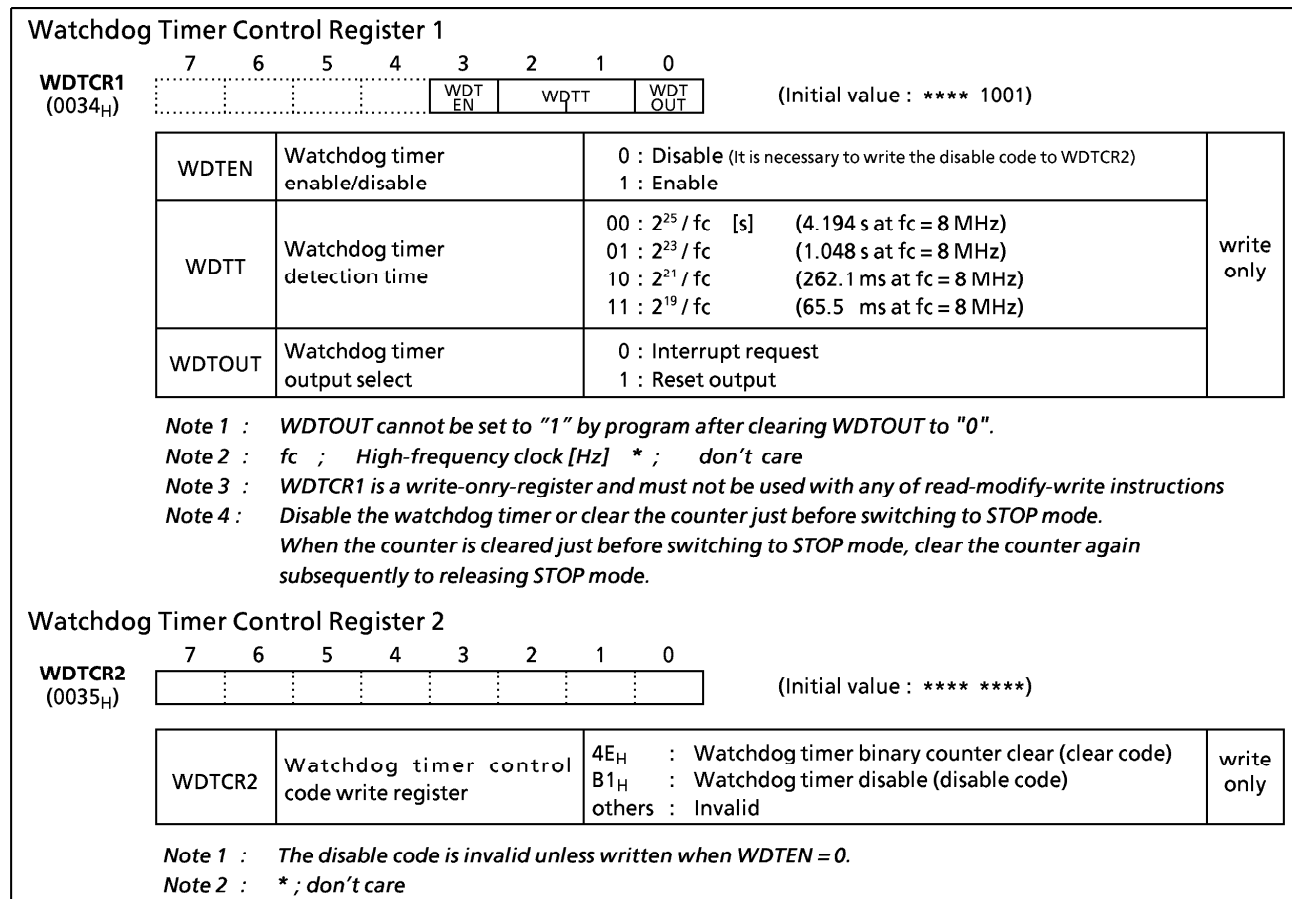 Watchdog Timer Control Register 1
7 6 5 4 3 2 1 0
WDTCR1 (0034H) WDT EN WDTT WDT OUT (Initial value : **** 1001)
WDTEN Watchdog timer enable/disable 0 : Disable (It is necessary to write the disable code to WDTCR2)
1 : Enable
WDTT Watchdog timer detection time 00 : 2²⁵ / fc [s] (4.194 s at fc = 8 MHz)
01 : 2²³ / fc (1.048 s at fc = 8 MHz)
10 : 2²¹ / fc (262.1 ms at fc = 8 MHz)
11 : 2¹⁹ / fc (65.5 ms at fc = 8 MHz)
write only
WDTOUT Watchdog timer output select 0 : Interrupt request
1 : Reset output
Note 1 : WDTOUT cannot be set to "1" by program after clearing WDTOUT to "0".
Note 2 : fc ; High-frequency clock [Hz] * ; don't care
Note 3 : WDTCR1 is a write-onry-register and must not be used with any of read-modify-write instructions
Note 4 : Disable the watchdog timer or clear the counter just before switching to STOP mode.
When the counter is cleared just before switching to STOP mode, clear the counter again
subsequently to releasing STOP mode.
Watchdog Timer Control Register 2
7 6 5 4 3 2 1 0
WDTCR2 (0035H) (Initial value : **** ****)
WDTCR2 Watchdog timer control code write register 4EH : Watchdog timer binary counter clear (clear code)
B1H : Watchdog timer disable (disable code)
others : Invalid
write only
Note 1 : The disable code is invalid unless written when WDTEN = 0.
Note 2 : * ; don't care